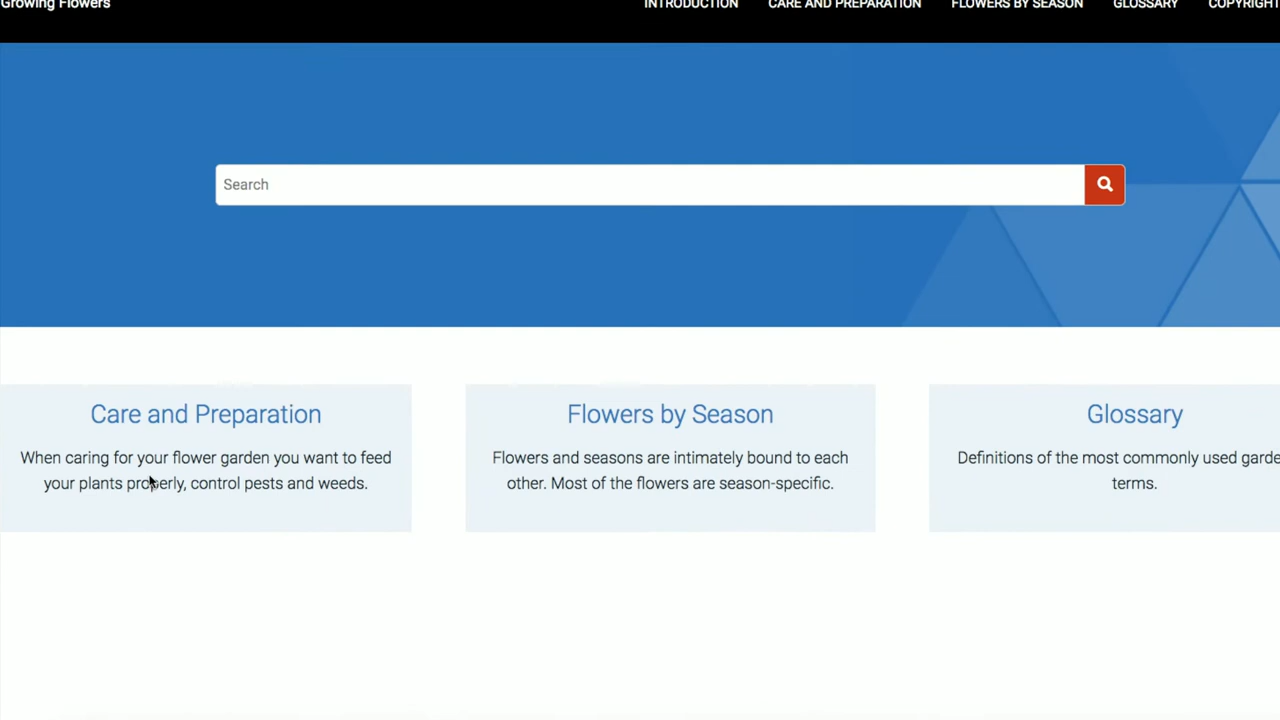 Growing Flowers INTRODUCTION CARE AND PREPARATION FLOWERS BY SEASON GLOSSARY COPYRIGHT
Search
Care and Preparation
When caring for your flower garden you want to feed
your plants properly, control pests and weeds.
Flowers by Season
Flowers and seasons are intimately bound to each
other. Most of the flowers are season-specific.
Glossary
Definitions of the most commonly used garde
terms.